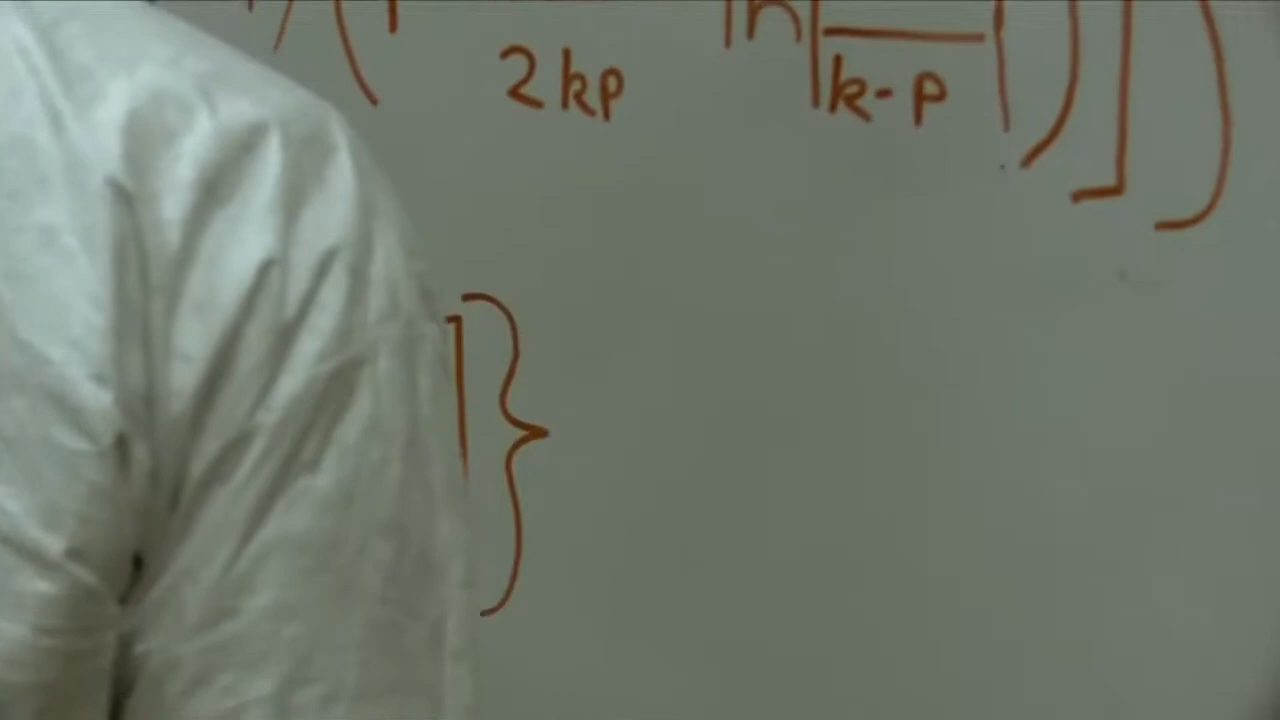 ( 2kp ln | k-p | ) ] )
] }